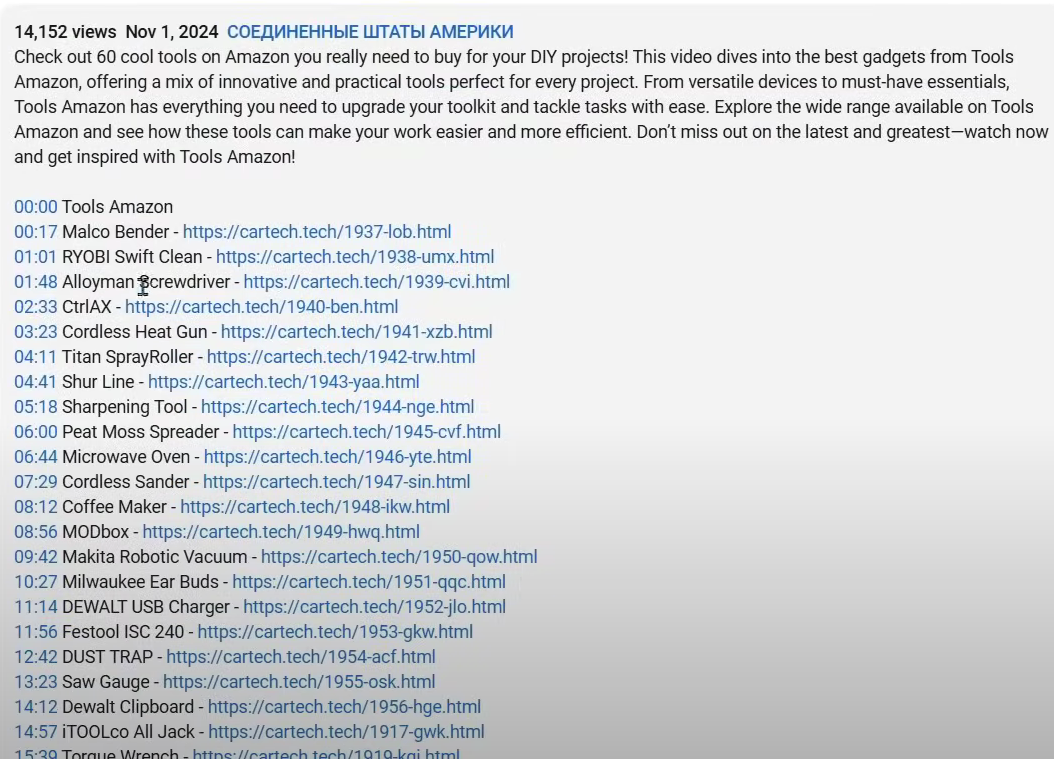 14,152 views Nov 1, 2024 СОЕДИНЕННЫЕ ШТАТЫ АМЕРИКИ
Check out 60 cool tools on Amazon you really need to buy for your DIY projects! This video dives into the best gadgets from Tools
Amazon, offering a mix of innovative and practical tools perfect for every project. From versatile devices to must-have essentials,
Tools Amazon has everything you need to upgrade your toolkit and tackle tasks with ease. Explore the wide range available on Tools
Amazon and see how these tools can make your work easier and more efficient. Don’t miss out on the latest and greatest—watch now
and get inspired with Tools Amazon!
00:00 Tools Amazon
00:17 Malco Bender - https://cartech.tech/1937-lob.html
01:01 RYOBI Swift Clean - https://cartech.tech/1938-umx.html
01:48 Alloyman Screwdriver - https://cartech.tech/1939-cvi.html
02:33 CtrlAX - https://cartech.tech/1940-ben.html
03:23 Cordless Heat Gun - https://cartech.tech/1941-xzb.html
04:11 Titan SprayRoller - https://cartech.tech/1942-trw.html
04:41 Shur Line - https://cartech.tech/1943-yaa.html
05:18 Sharpening Tool - https://cartech.tech/1944-nge.html
06:00 Peat Moss Spreader - https://cartech.tech/1945-cvf.html
06:44 Microwave Oven - https://cartech.tech/1946-yte.html
07:29 Cordless Sander - https://cartech.tech/1947-sin.html
08:12 Coffee Maker - https://cartech.tech/1948-ikw.html
08:56 MODbox - https://cartech.tech/1949-hwq.html
09:42 Makita Robotic Vacuum - https://cartech.tech/1950-qow.html
10:27 Milwaukee Ear Buds - https://cartech.tech/1951-qqc.html
11:14 DEWALT USB Charger - https://cartech.tech/1952-jlo.html
11:56 Festool ISC 240 - https://cartech.tech/1953-gkw.html
12:42 DUST TRAP - https://cartech.tech/1954-acf.html
13:23 Saw Gauge - https://cartech.tech/1955-osk.html
14:12 Dewalt Clipboard - https://cartech.tech/1956-hge.html
14:57 iTOOLco All Jack - https://cartech.tech/1917-gwk.html
15:39 Torque Wrench - https://cartech.tech/1919-kqi.html